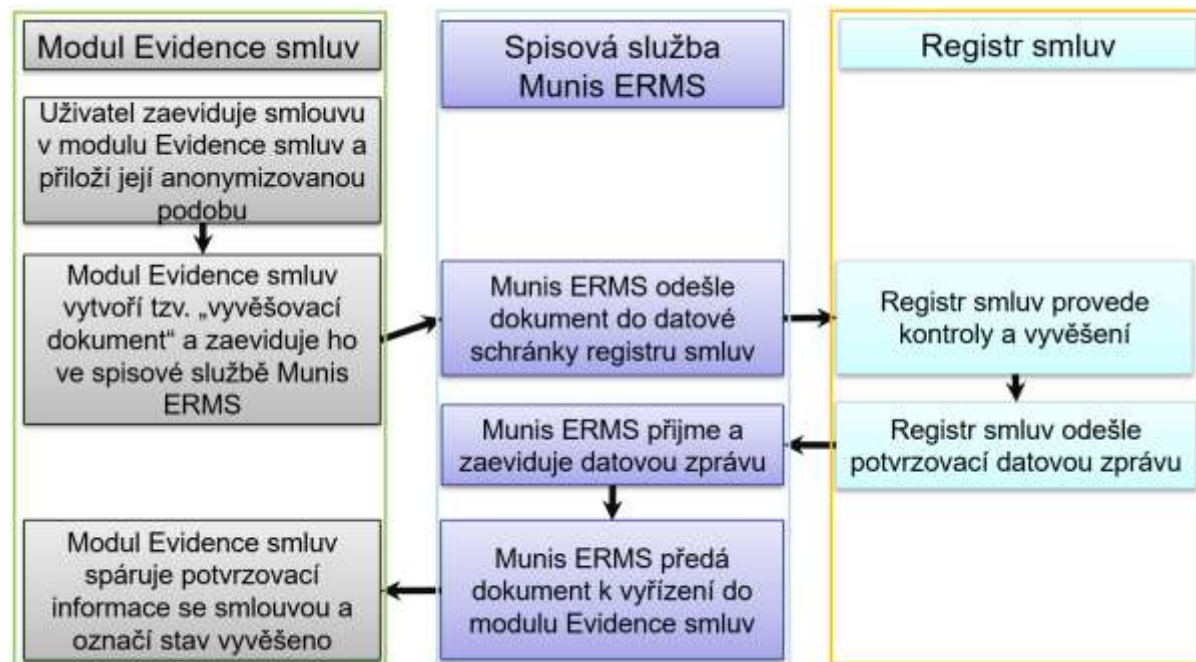 Modul Evidence smluv
Uživatel zaeviduje smlouvu
v modulu Evidence smluv a
přiloží její anonymizovanou
podobu
Modul Evidence smluv
vytvoří tzv. „vyvěšovací
dokument“ a zaeviduje ho
ve spisové službě Munis
ERMS
Modul Evidence smluv
spáruje potvrzovací
informace se smlouvou a
označí stav vyvěšeno
Spisová služba
Munis ERMS
Munis ERMS odešle
dokument do datové
schránky registru smluv
Munis ERMS přijme a
zaeviduje datovou zprávu
Munis ERMS předá
dokument k vyřízení do
modulu Evidence smluv
Registr smluv
Registr smluv provede
kontroly a vyvěšení
Registr smluv odešle
potvrzovací datovou zprávu